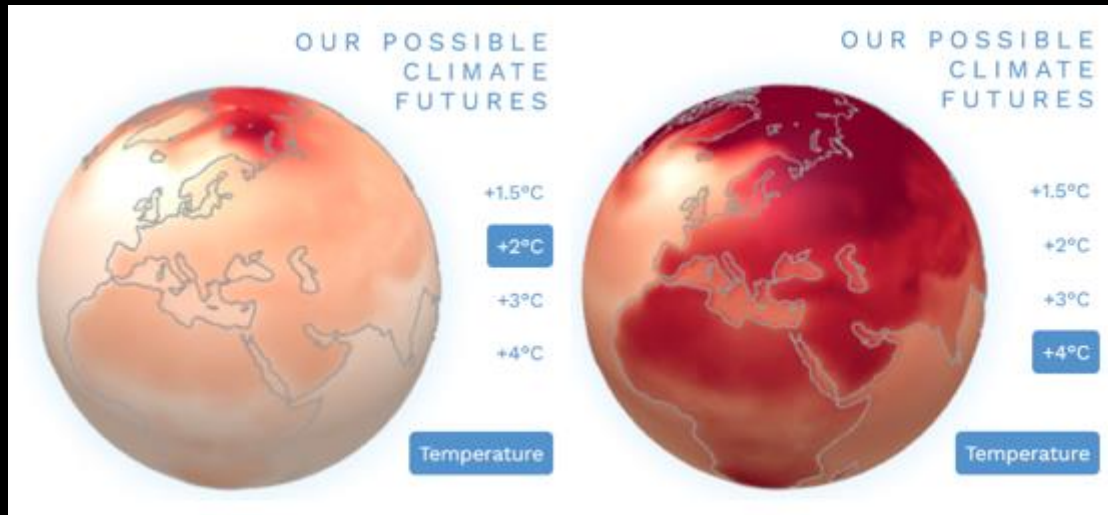 OUR POSSIBLE
CLIMATE
FUTURES
+1.5°C
+2°C
+3°C
+4°C
Temperature
OUR POSSIBLE
CLIMATE
FUTURES
+1.5°C
+2°C
+3°C
+4°C
Temperature